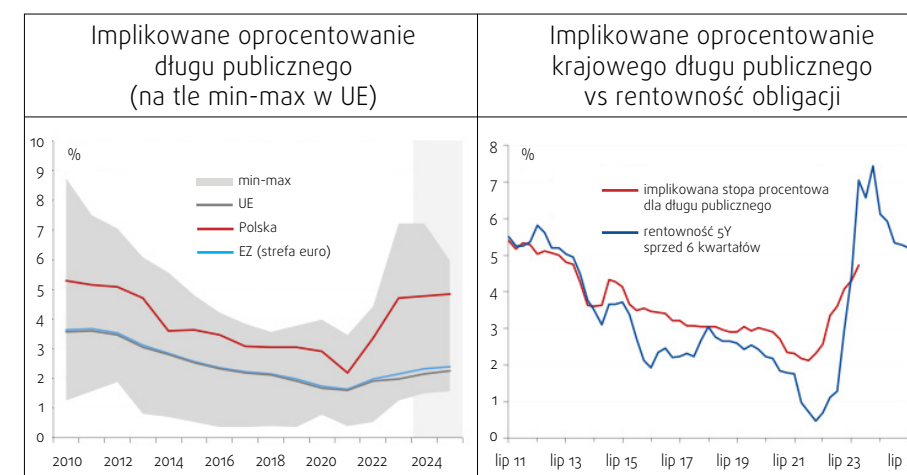 Implikowane oprocentowanie
długu publicznego
(na tle min-max w UE)
10
9
8
7
6
5
4
3
2
1
0
%
min-max
UE
Polska
EZ (strefa euro)
2010 2012 2014 2016 2018 2020 2022 2024
Implikowane oprocentowanie
krajowego długu publicznego
vs rentowność obligacji
8
7
6
5
4
3
2
1
0
%
implikowana stopa procentowa
dla długu publicznego
rentowność 5Y
sprzed 6 kwartałów
lip 11 lip 13 lip 15 lip 17 lip 19 lip 21 lip 23 lip